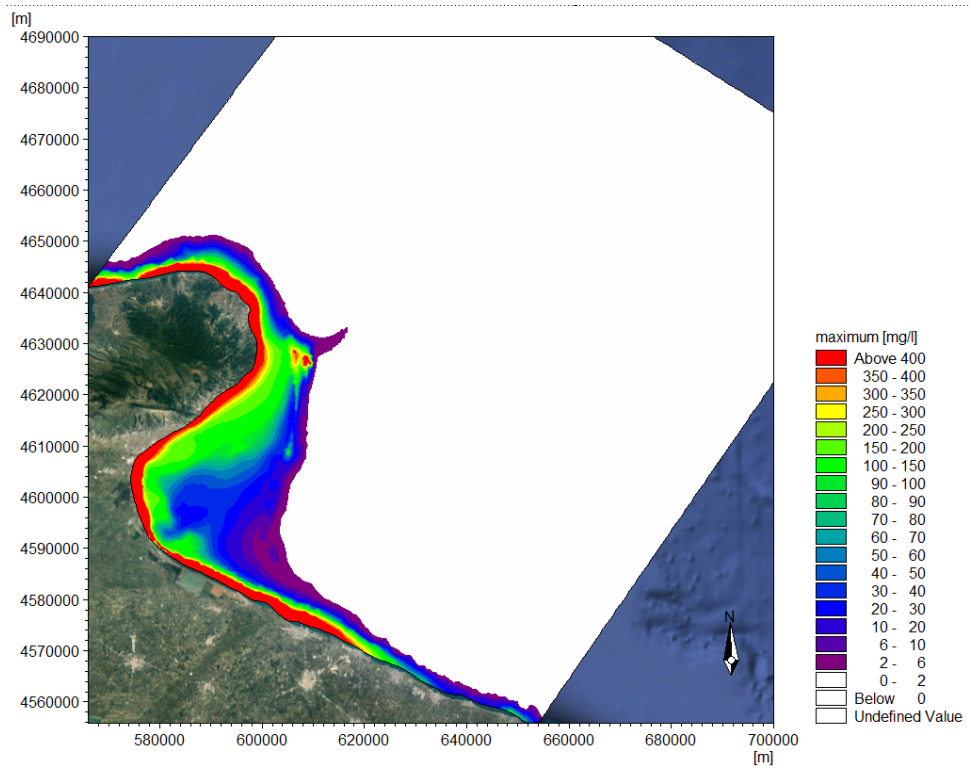 [m]
4690000
4680000
4670000
4660000
4650000
4640000
4630000
4620000
4610000
4600000
4590000
4580000
4570000
4560000
580000 600000 620000 640000 660000 680000 700000
[m]
N
maximum [mg/l]
Above 400
350 - 400
300 - 350
250 - 300
200 - 250
150 - 200
100 - 150
90 - 100
80 - 90
70 - 80
60 - 70
50 - 60
40 - 50
30 - 40
20 - 30
10 - 20
6 - 10
2 - 6
0 - 2
Below 0
Undefined Value